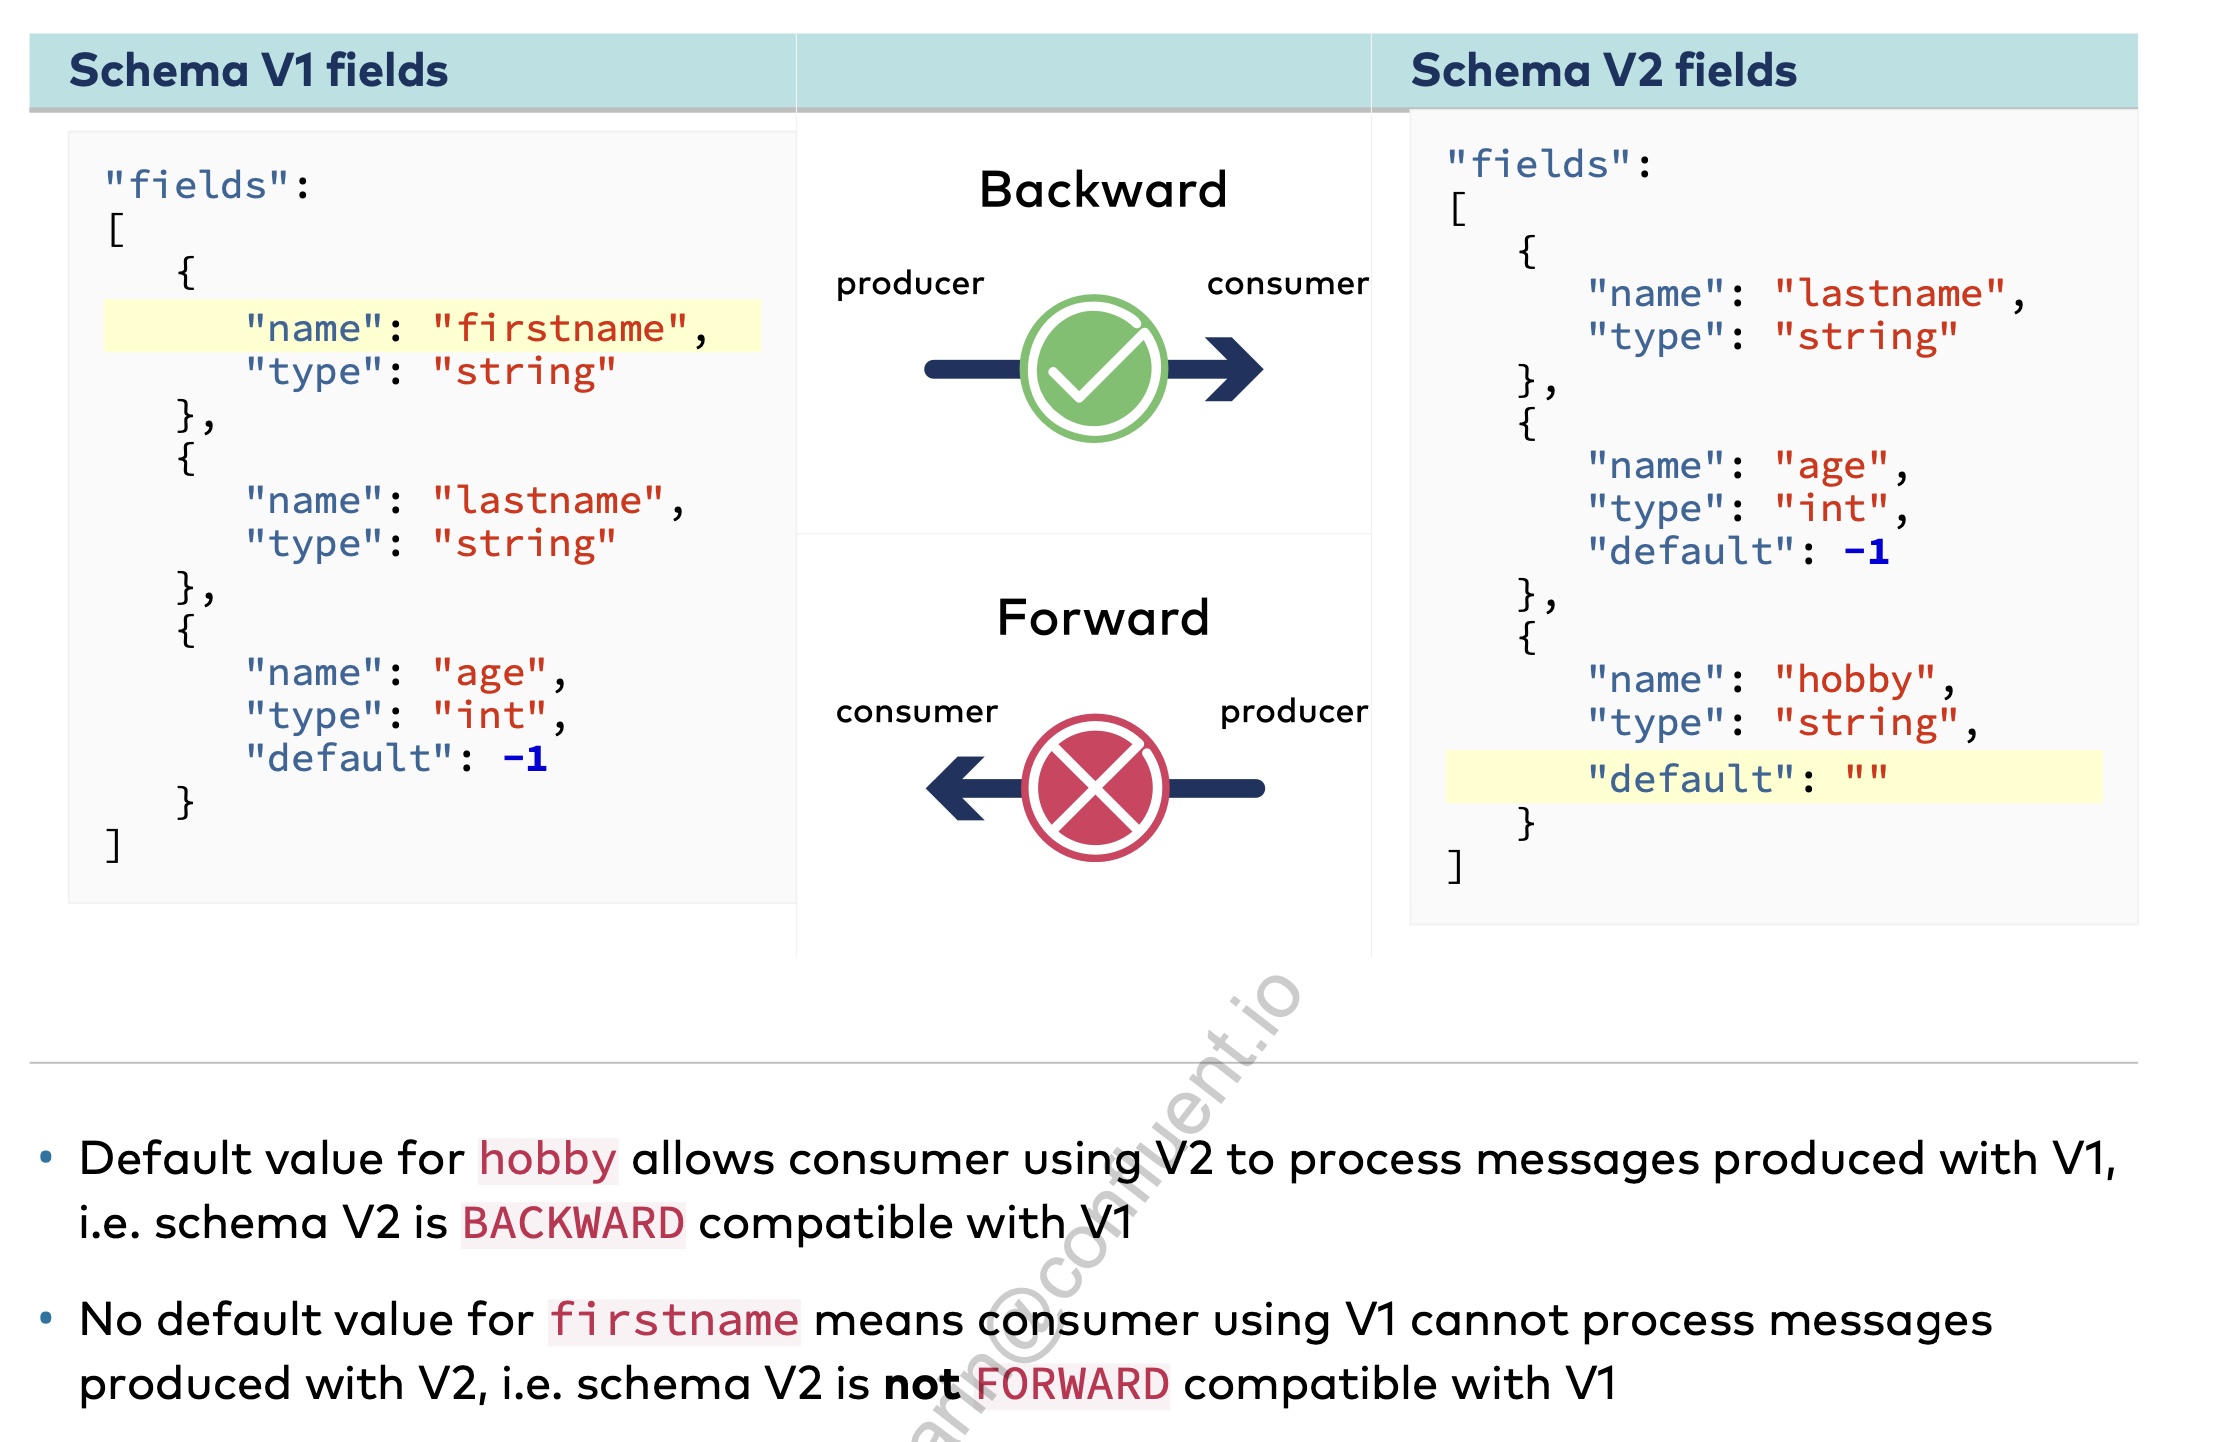 Schema V1 fields
"fields":
[
   {
      "name": "firstname",
      "type": "string"
   },
   {
      "name": "lastname",
      "type": "string"
   },
   {
      "name": "age",
      "type": "int",
      "default": -1
   }
]
Backward
producer consumer
Forward
consumer producer
Schema V2 fields
"fields":
[
   {
      "name": "lastname",
      "type": "string"
   },
   {
      "name": "age",
      "type": "int",
      "default": -1
   },
   {
      "name": "hobby",
      "type": "string",
      "default": ""
   }
]
• Default value for hobby allows consumer using V2 to process messages produced with V1,
i.e. schema V2 is BACKWARD compatible with V1
• No default value for firstname means consumer using V1 cannot process messages
produced with V2, i.e. schema V2 is not FORWARD compatible with V1
ann@confluent.io